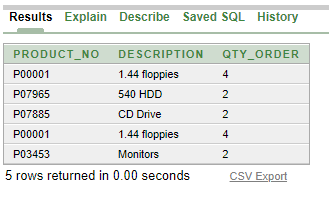 Results Explain Describe Saved SQL History
PRODUCT_NO DESCRIPTION QTY_ORDER
P00001 1.44 floppies 4
P07965 540 HDD 2
P07885 CD Drive 2
P00001 1.44 floppies 4
P03453 Monitors 2
5 rows returned in 0.00 seconds CSV Export